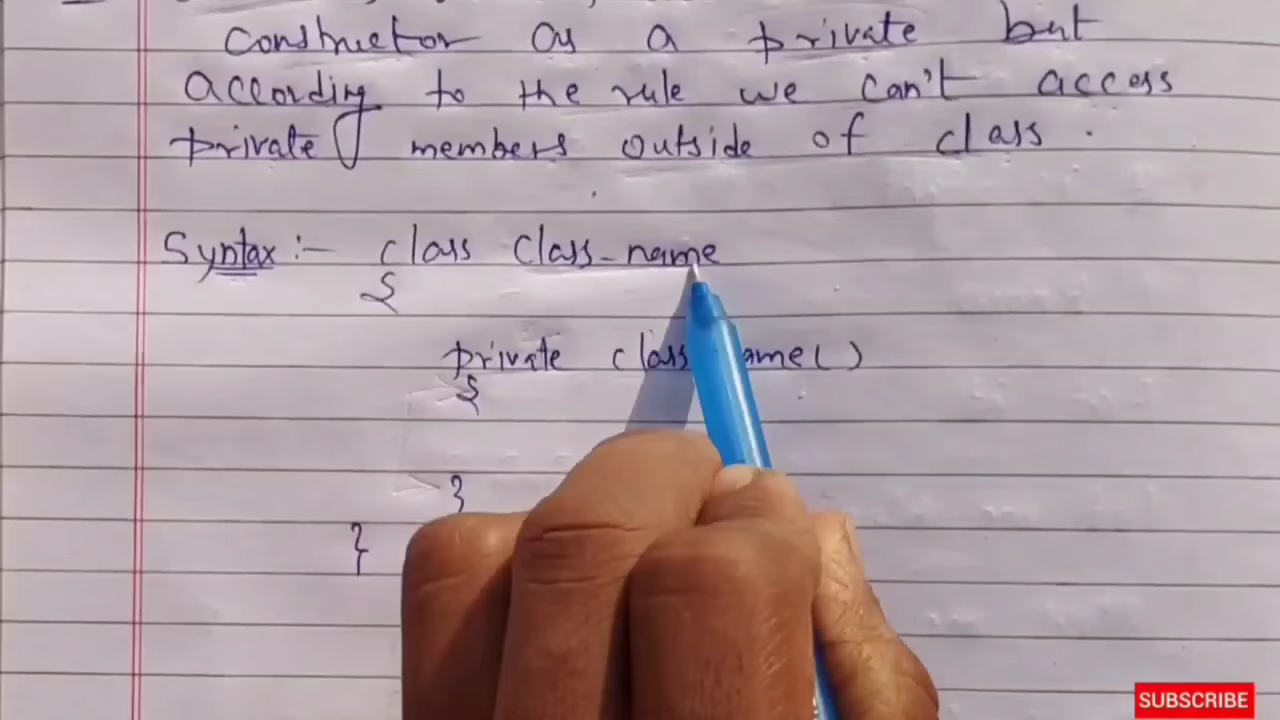 constructor as a private but
according to the rule we can't access
private members outside of class .
Syntax :- class class_name
{
private class name()
{
}
}
SUBSCRIBE